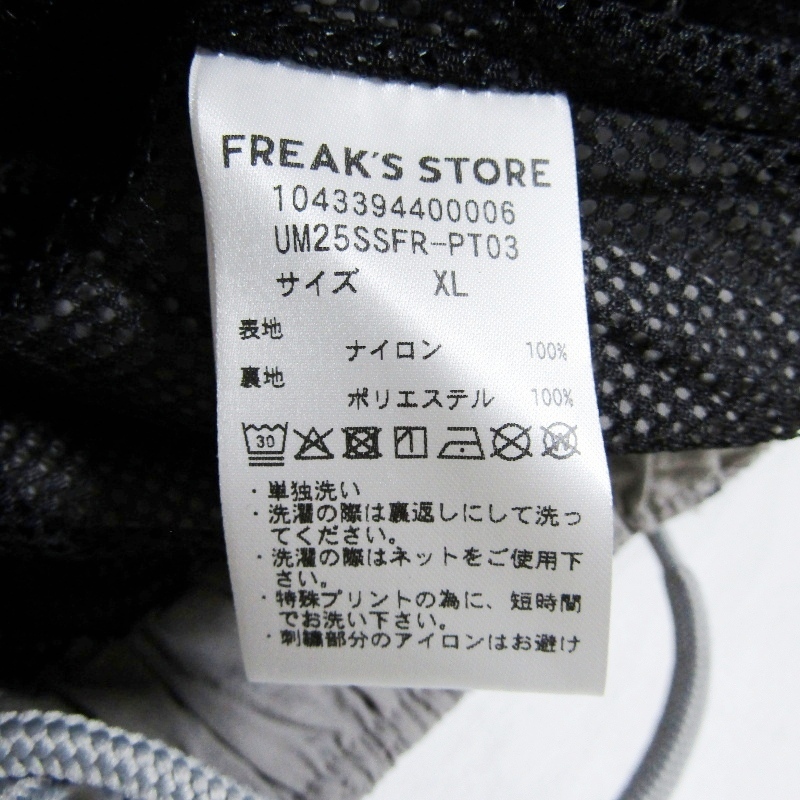 FREAK'S STORE
1043394400006
UM25SSFR-PT03
サイズ XL
表地
ナイロン 100%
裏地
ポリエステル 100%
30
W
・単独洗い
・洗濯の際は裏返しにして洗っ
てください。
・洗濯の際はネットをご使用下
さい。
・特殊プリントの為に、短時間
でお洗い下さい。
・刺繍部分のアイロンはお避け